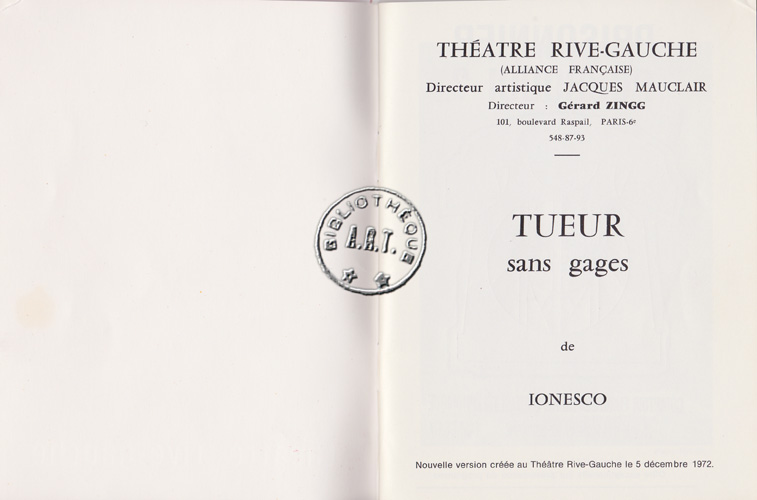 THÉATRE RIVE-GAUCHE
(ALLIANCE FRANÇAISE)
Directeur artistique JACQUES MAUCLAIR
Directeur : Gérard ZINGG
101, boulevard Raspail, PARIS-6e
548-87-93
TUEUR
sans gages
de
IONESCO
Nouvelle version créée au Théâtre Rive-Gauche le 5 décembre 1972.
BIBLIOTHÈQUE
A.R.T.